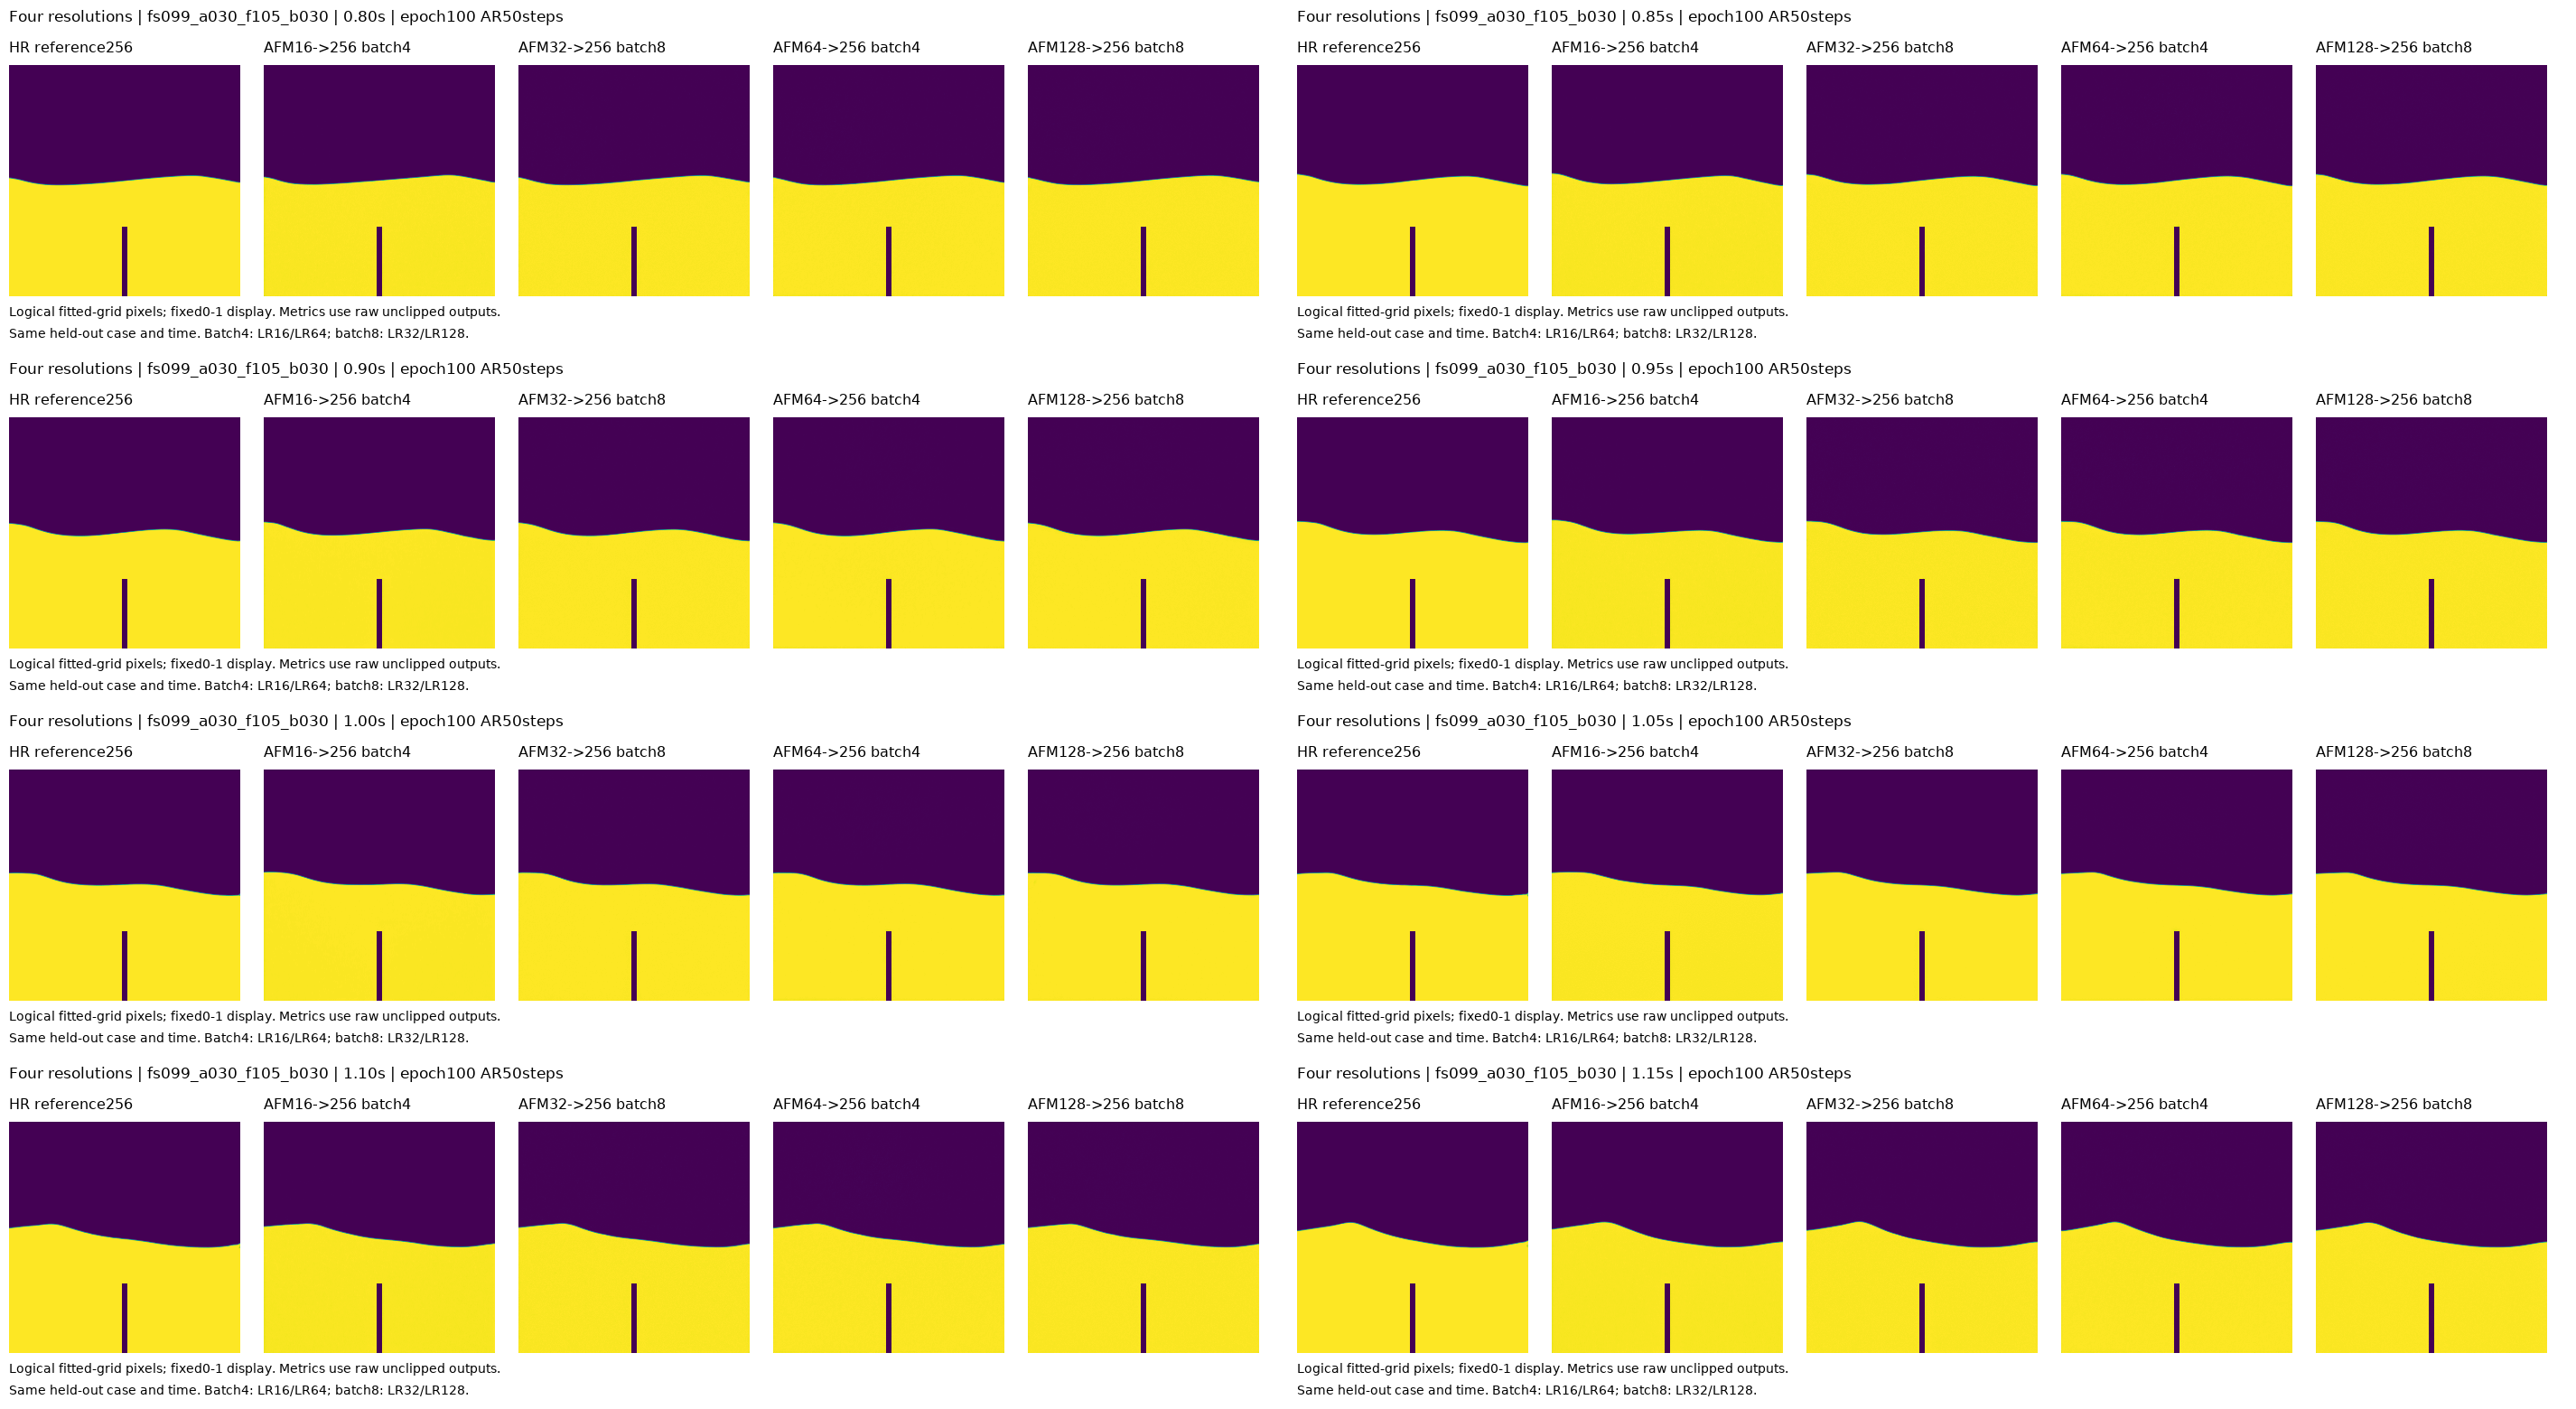 Four resolutions | fs099_a030_f105_b030 | 0.80s | epoch100 AR50steps
HR reference256 AFM16->256 batch4 AFM32->256 batch8 AFM64->256 batch4 AFM128->256 batch8
Logical fitted-grid pixels; fixed0-1 display. Metrics use raw unclipped outputs.
Same held-out case and time. Batch4: LR16/LR64; batch8: LR32/LR128.
Four resolutions | fs099_a030_f105_b030 | 0.85s | epoch100 AR50steps
HR reference256 AFM16->256 batch4 AFM32->256 batch8 AFM64->256 batch4 AFM128->256 batch8
Logical fitted-grid pixels; fixed0-1 display. Metrics use raw unclipped outputs.
Same held-out case and time. Batch4: LR16/LR64; batch8: LR32/LR128.
Four resolutions | fs099_a030_f105_b030 | 0.90s | epoch100 AR50steps
HR reference256 AFM16->256 batch4 AFM32->256 batch8 AFM64->256 batch4 AFM128->256 batch8
Logical fitted-grid pixels; fixed0-1 display. Metrics use raw unclipped outputs.
Same held-out case and time. Batch4: LR16/LR64; batch8: LR32/LR128.
Four resolutions | fs099_a030_f105_b030 | 0.95s | epoch100 AR50steps
HR reference256 AFM16->256 batch4 AFM32->256 batch8 AFM64->256 batch4 AFM128->256 batch8
Logical fitted-grid pixels; fixed0-1 display. Metrics use raw unclipped outputs.
Same held-out case and time. Batch4: LR16/LR64; batch8: LR32/LR128.
Four resolutions | fs099_a030_f105_b030 | 1.00s | epoch100 AR50steps
HR reference256 AFM16->256 batch4 AFM32->256 batch8 AFM64->256 batch4 AFM128->256 batch8
Logical fitted-grid pixels; fixed0-1 display. Metrics use raw unclipped outputs.
Same held-out case and time. Batch4: LR16/LR64; batch8: LR32/LR128.
Four resolutions | fs099_a030_f105_b030 | 1.05s | epoch100 AR50steps
HR reference256 AFM16->256 batch4 AFM32->256 batch8 AFM64->256 batch4 AFM128->256 batch8
Logical fitted-grid pixels; fixed0-1 display. Metrics use raw unclipped outputs.
Same held-out case and time. Batch4: LR16/LR64; batch8: LR32/LR128.
Four resolutions | fs099_a030_f105_b030 | 1.10s | epoch100 AR50steps
HR reference256 AFM16->256 batch4 AFM32->256 batch8 AFM64->256 batch4 AFM128->256 batch8
Logical fitted-grid pixels; fixed0-1 display. Metrics use raw unclipped outputs.
Same held-out case and time. Batch4: LR16/LR64; batch8: LR32/LR128.
Four resolutions | fs099_a030_f105_b030 | 1.15s | epoch100 AR50steps
HR reference256 AFM16->256 batch4 AFM32->256 batch8 AFM64->256 batch4 AFM128->256 batch8
Logical fitted-grid pixels; fixed0-1 display. Metrics use raw unclipped outputs.
Same held-out case and time. Batch4: LR16/LR64; batch8: LR32/LR128.